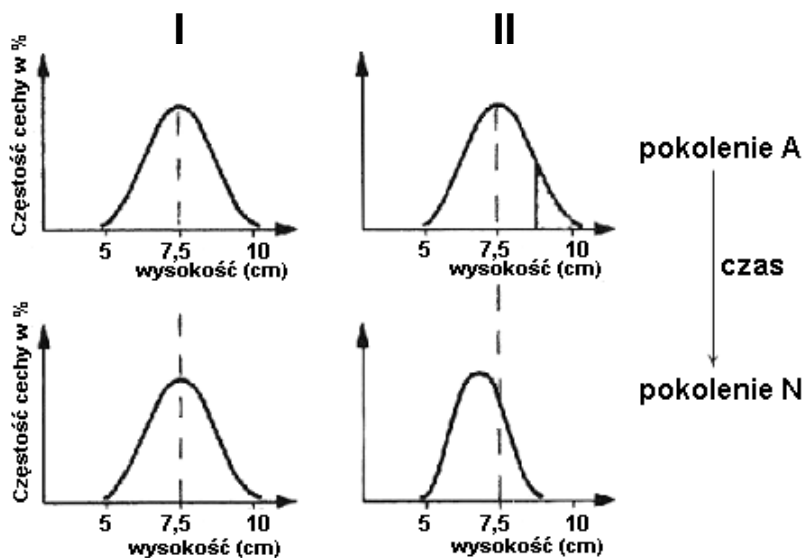 I
II
Częstość cechy w %
5 7,5 10
wysokość (cm)
5 7,5 10
wysokość (cm)
pokolenie A
czas
pokolenie N
Częstość cechy w %
5 7,5 10
wysokość (cm)
5 7,5 10
wysokość (cm)